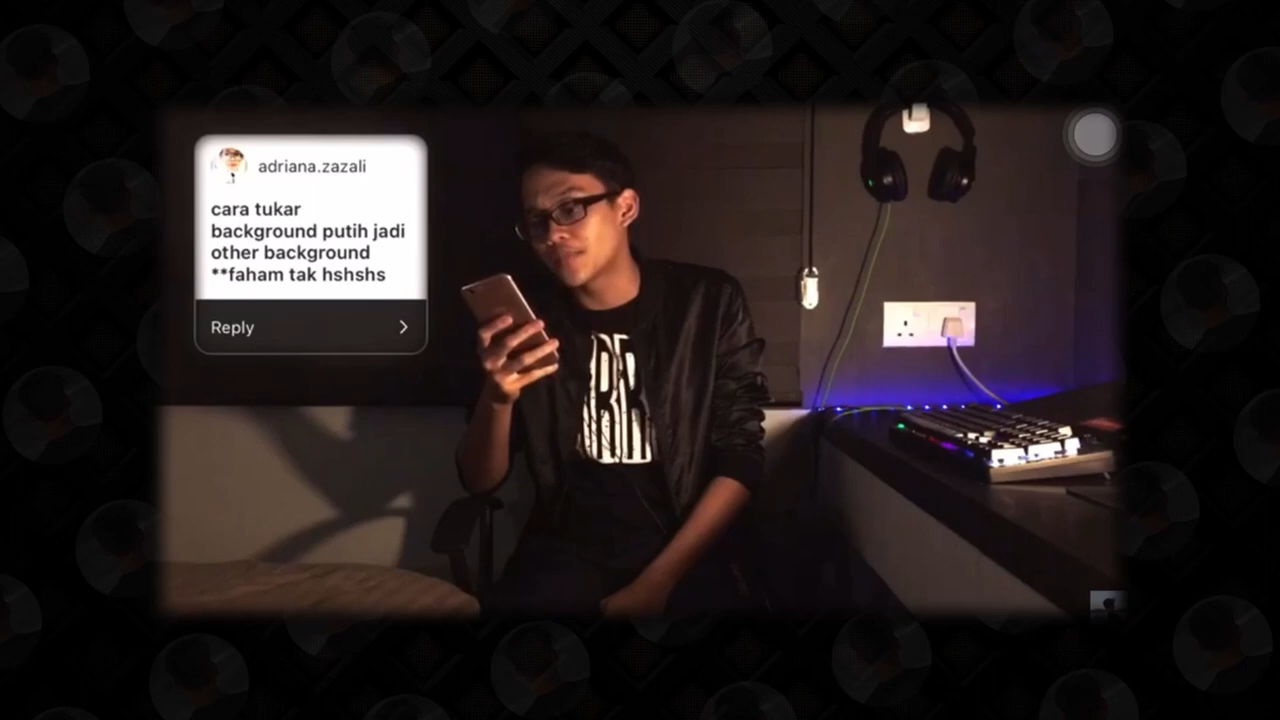 adriana.zazali
cara tukar
background putih jadi
other background
**faham tak hshshs
Reply